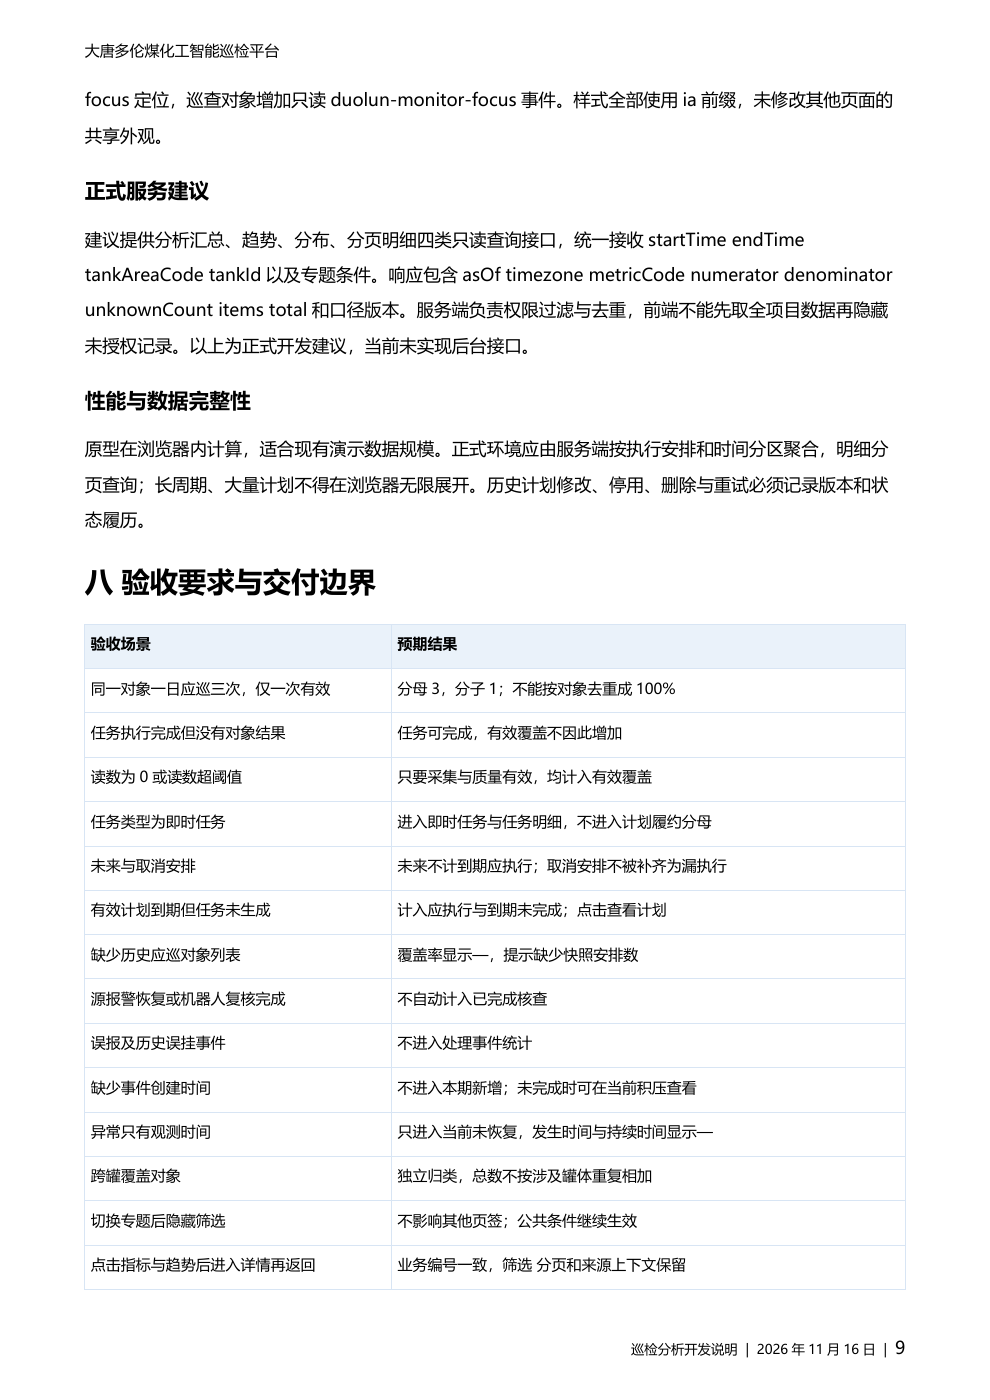 大唐多伦煤化工智能巡检平台
focus 定位，巡查对象增加只读 duolun-monitor-focus 事件。样式全部使用 ia 前缀，未修改其他页面的
共享外观。
正式服务建议
建议提供分析汇总、趋势、分布、分页明细四类只读查询接口，统一接收 startTime endTime
tankAreaCode tankId 以及专题条件。响应包含 asOf timezone metricCode numerator denominator
unknownCount items total 和口径版本。服务端负责权限过滤与去重，前端不能先取全项目数据再隐藏
未授权记录。以上为正式开发建议，当前未实现后台接口。
性能与数据完整性
原型在浏览器内计算，适合现有演示数据规模。正式环境应由服务端按执行安排和时间分区聚合，明细分
页查询；长周期、大量计划不得在浏览器无限展开。历史计划修改、停用、删除与重试必须记录版本和状
态履历。
八 验收要求与交付边界
验收场景 预期结果
同一对象一日应巡三次，仅一次有效 分母 3，分子 1；不能按对象去重成 100%
任务执行完成但没有对象结果 任务可完成，有效覆盖不因此增加
读数为 0 或读数超阈值 只要采集与质量有效，均计入有效覆盖
任务类型为即时任务 进入即时任务与任务明细，不进入计划履约分母
未来与取消安排 未来不计到期应执行；取消安排不被补齐为漏执行
有效计划到期但任务未生成 计入应执行与到期未完成；点击查看计划
缺少历史应巡对象列表 覆盖率显示—，提示缺少快照安排数
源报警恢复或机器人复核完成 不自动计入已完成核查
误报及历史误挂事件 不进入处理事件统计
缺少事件创建时间 不进入本期新增；未完成时可在当前积压查看
异常只有观测时间 只进入当前未恢复，发生时间与持续时间显示—
跨罐覆盖对象 独立归类，总数不按涉及罐体重复相加
切换专题后隐藏筛选 不影响其他页签；公共条件继续生效
点击指标与趋势后进入详情再返回 业务编号一致，筛选 分页和来源上下文保留
巡检分析开发说明 | 2026 年 11 月 16 日 | 9